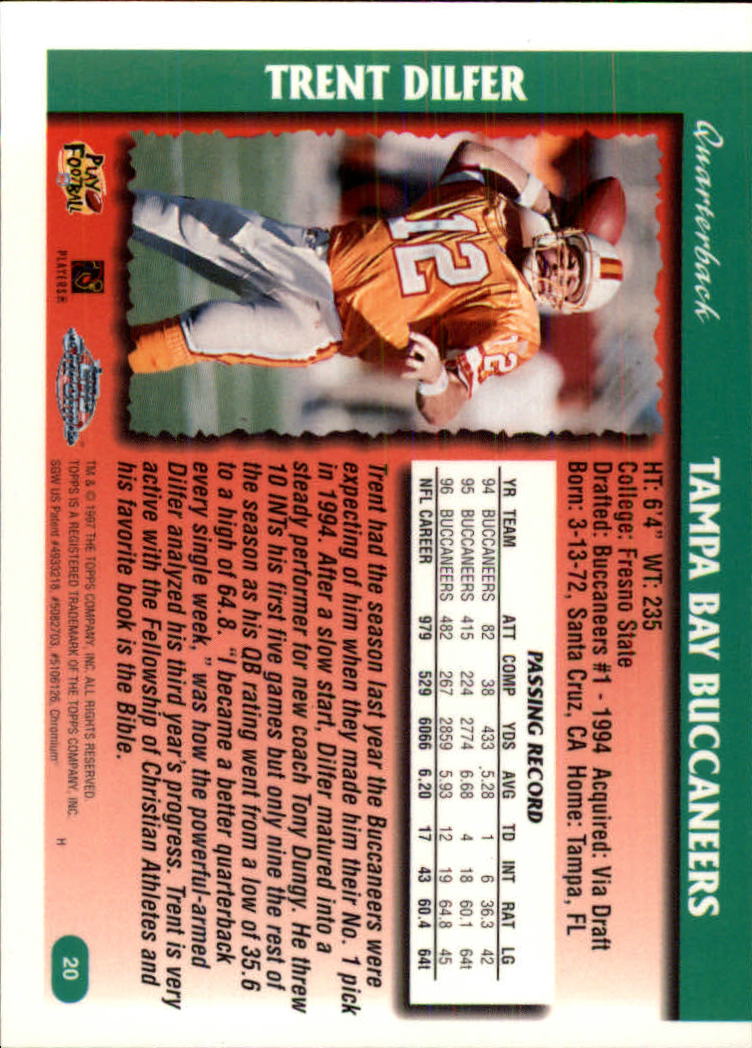 TRENT DILFER
Quarterback
TAMPA BAY BUCCANEERS
HT: 6'4" WT: 235
College: Fresno State
Drafted: Buccaneers #1 - 1994 Acquired: Via Draft
Born: 3-13-72, Santa Cruz, CA Home: Tampa, FL
PASSING RECORD
YR TEAM ATT COMP YDS AVG TD INT RAT LG
94 BUCCANEERS 82 38 433 5.28 1 6 36.3 42
95 BUCCANEERS 415 224 2774 6.68 4 18 60.1 64t
96 BUCCANEERS 482 267 2859 5.93 12 19 64.8 45
NFL CAREER 979 529 6066 6.20 17 43 60.4 64t
Trent had the season last year the Buccaneers were
expecting of him when they made him their No. 1 pick
in 1994. After a slow start, Dilfer matured into a
steady performer for new coach Tony Dungy. He threw
10 INTs his first five games but only nine the rest of
the season as his QB rating went from a low of 35.6
to a high of 64.8. "I became a better quarterback
every single week," was how the powerful-armed
Dilfer analyzed his third year's progress. Trent is very
active with the Fellowship of Christian Athletes and
his favorite book is the Bible.
12
12
PLAY
FOOTBALL
PLAYERS
TM & © 1997 THE TOPPS COMPANY, INC. ALL RIGHTS RESERVED.
TOPPS IS A REGISTERED TRADEMARK OF THE TOPPS COMPANY, INC.
SGW US Patent #4933218, #5082703, #5106126, Chromium™
H
20